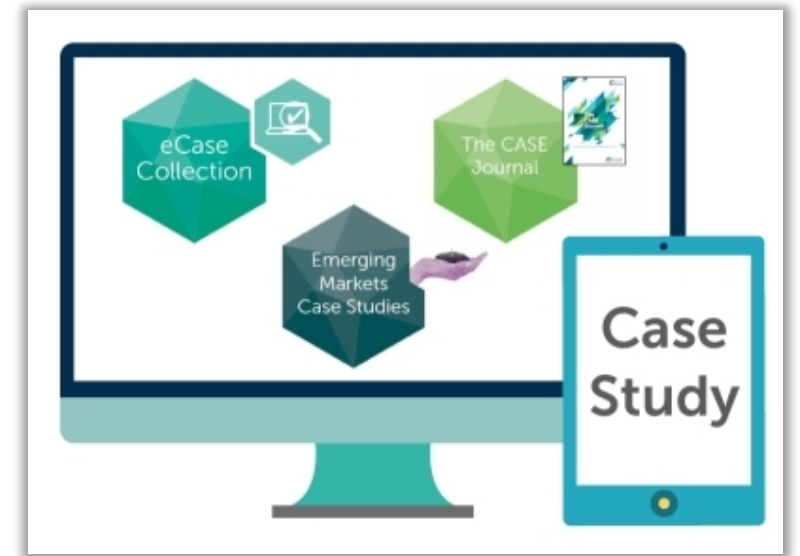 eCase
Collection
The CASE
Journal
Emerging
Markets
Case Studies
Case
Study